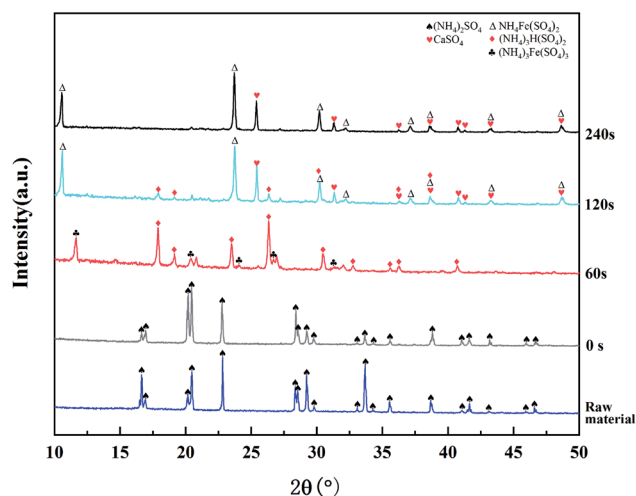 ♠(NH₄)₂SO₄ Δ NH₄Fe(SO₄)₂
♥CaSO₄ ♦(NH₄)₃H(SO₄)₂
♣(NH₄)₃Fe(SO₄)₃
240s
120s
60s
0 s
Raw
material
Intensity(a.u.)
10 15 20 25 30 35 40 45 50
2θ(°)